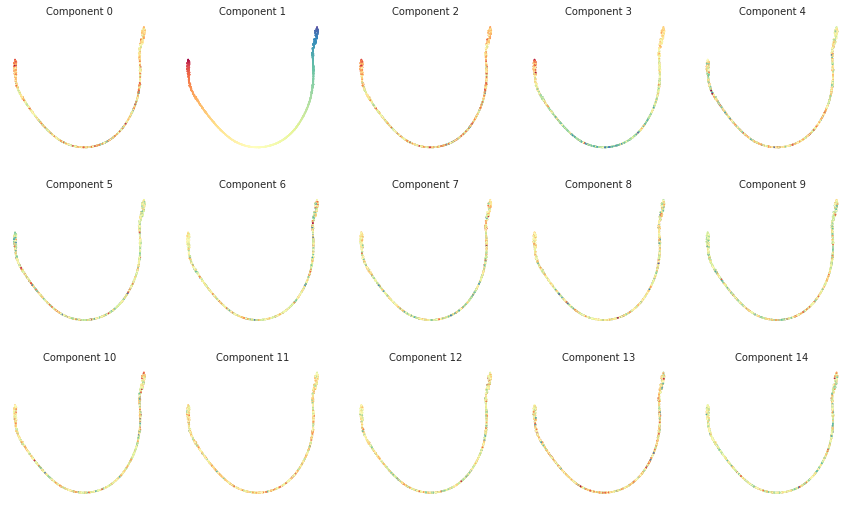 Component 0
Component 1
Component 2
Component 3
Component 4
Component 5
Component 6
Component 7
Component 8
Component 9
Component 10
Component 11
Component 12
Component 13
Component 14